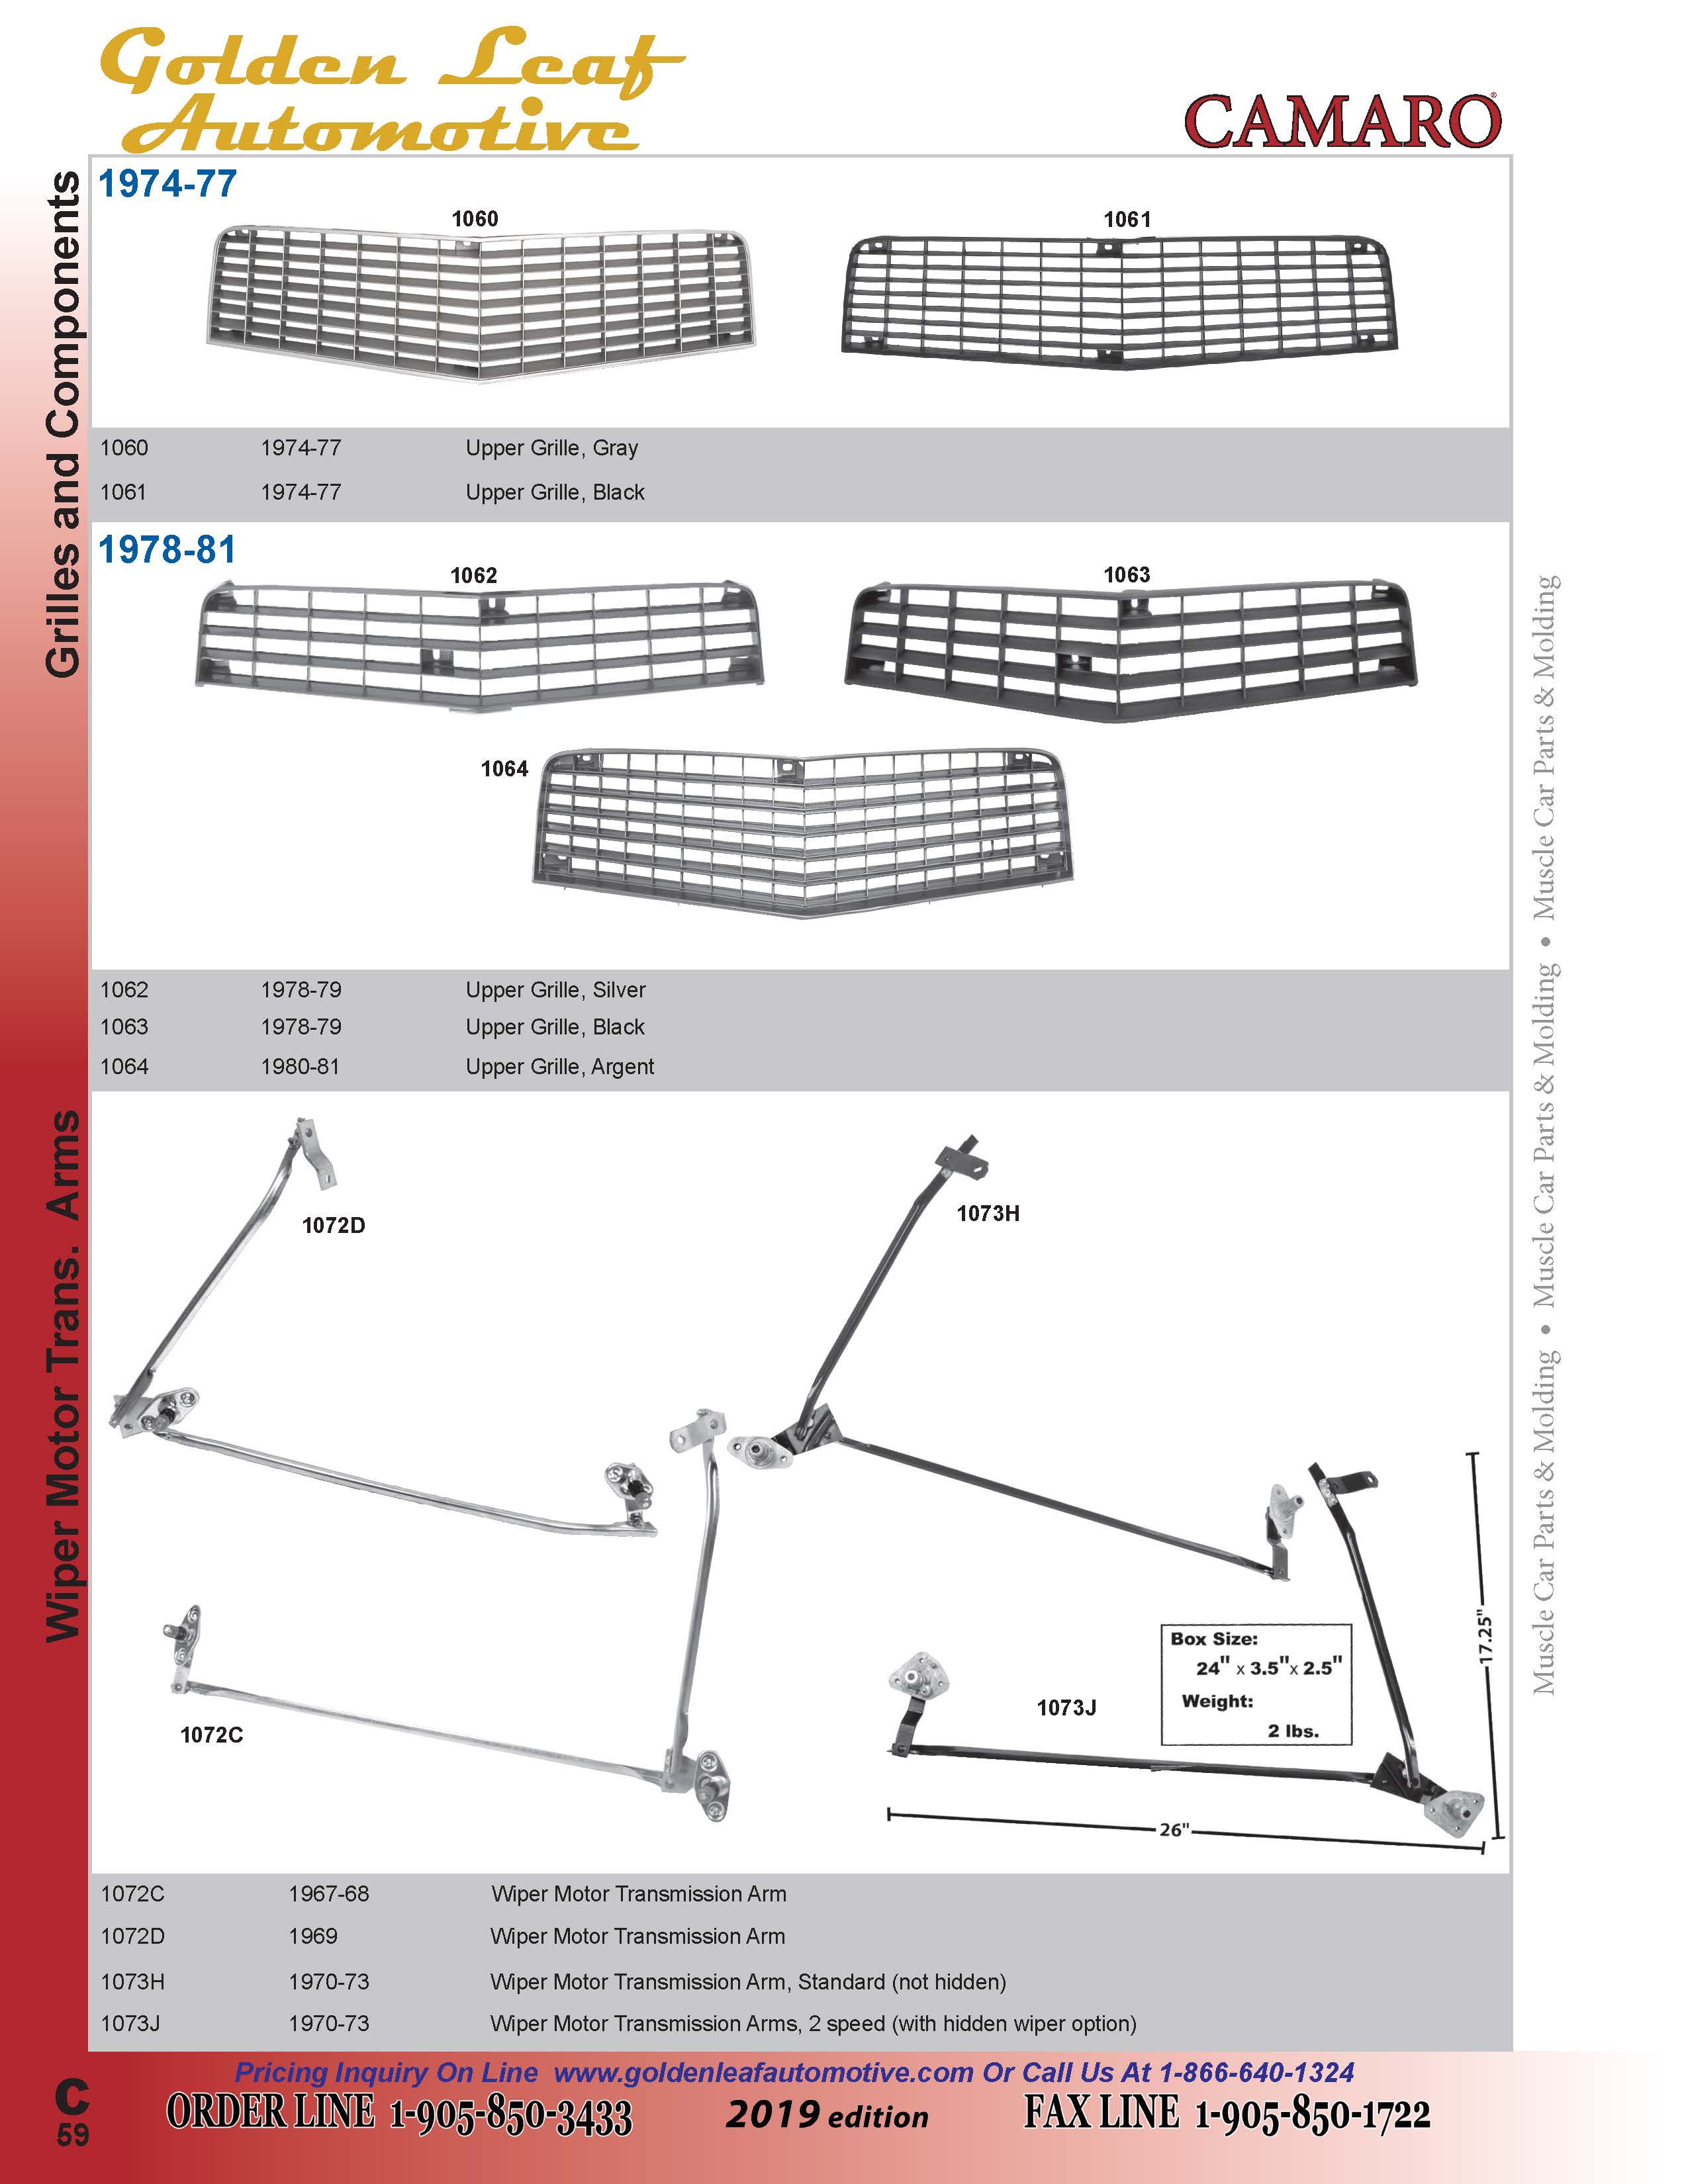 Golden Leaf
Automotive
CAMARO®
Grilles and Components
1974-77
1060
1061
1060 1974-77 Upper Grille, Gray
1061 1974-77 Upper Grille, Black
1978-81
1062
1063
1064
1062 1978-79 Upper Grille, Silver
1063 1978-79 Upper Grille, Black
1064 1980-81 Upper Grille, Argent
Wiper Motor Trans. Arms
1072D
1073H
1072C
1073J
Box Size:
24" x 3.5"x 2.5"
Weight:
2 lbs.
17.25"
26"
1072C 1967-68 Wiper Motor Transmission Arm
1072D 1969 Wiper Motor Transmission Arm
1073H 1970-73 Wiper Motor Transmission Arm, Standard (not hidden)
1073J 1970-73 Wiper Motor Transmission Arms, 2 speed (with hidden wiper option)
Muscle Car Parts & Molding • Muscle Car Parts & Molding • Muscle Car Parts & Molding
Pricing Inquiry On Line www.goldenleafautomotive.com Or Call Us At 1-866-640-1324
C
59
ORDER LINE 1-905-850-3433
2019 edition
FAX LINE 1-905-850-1722